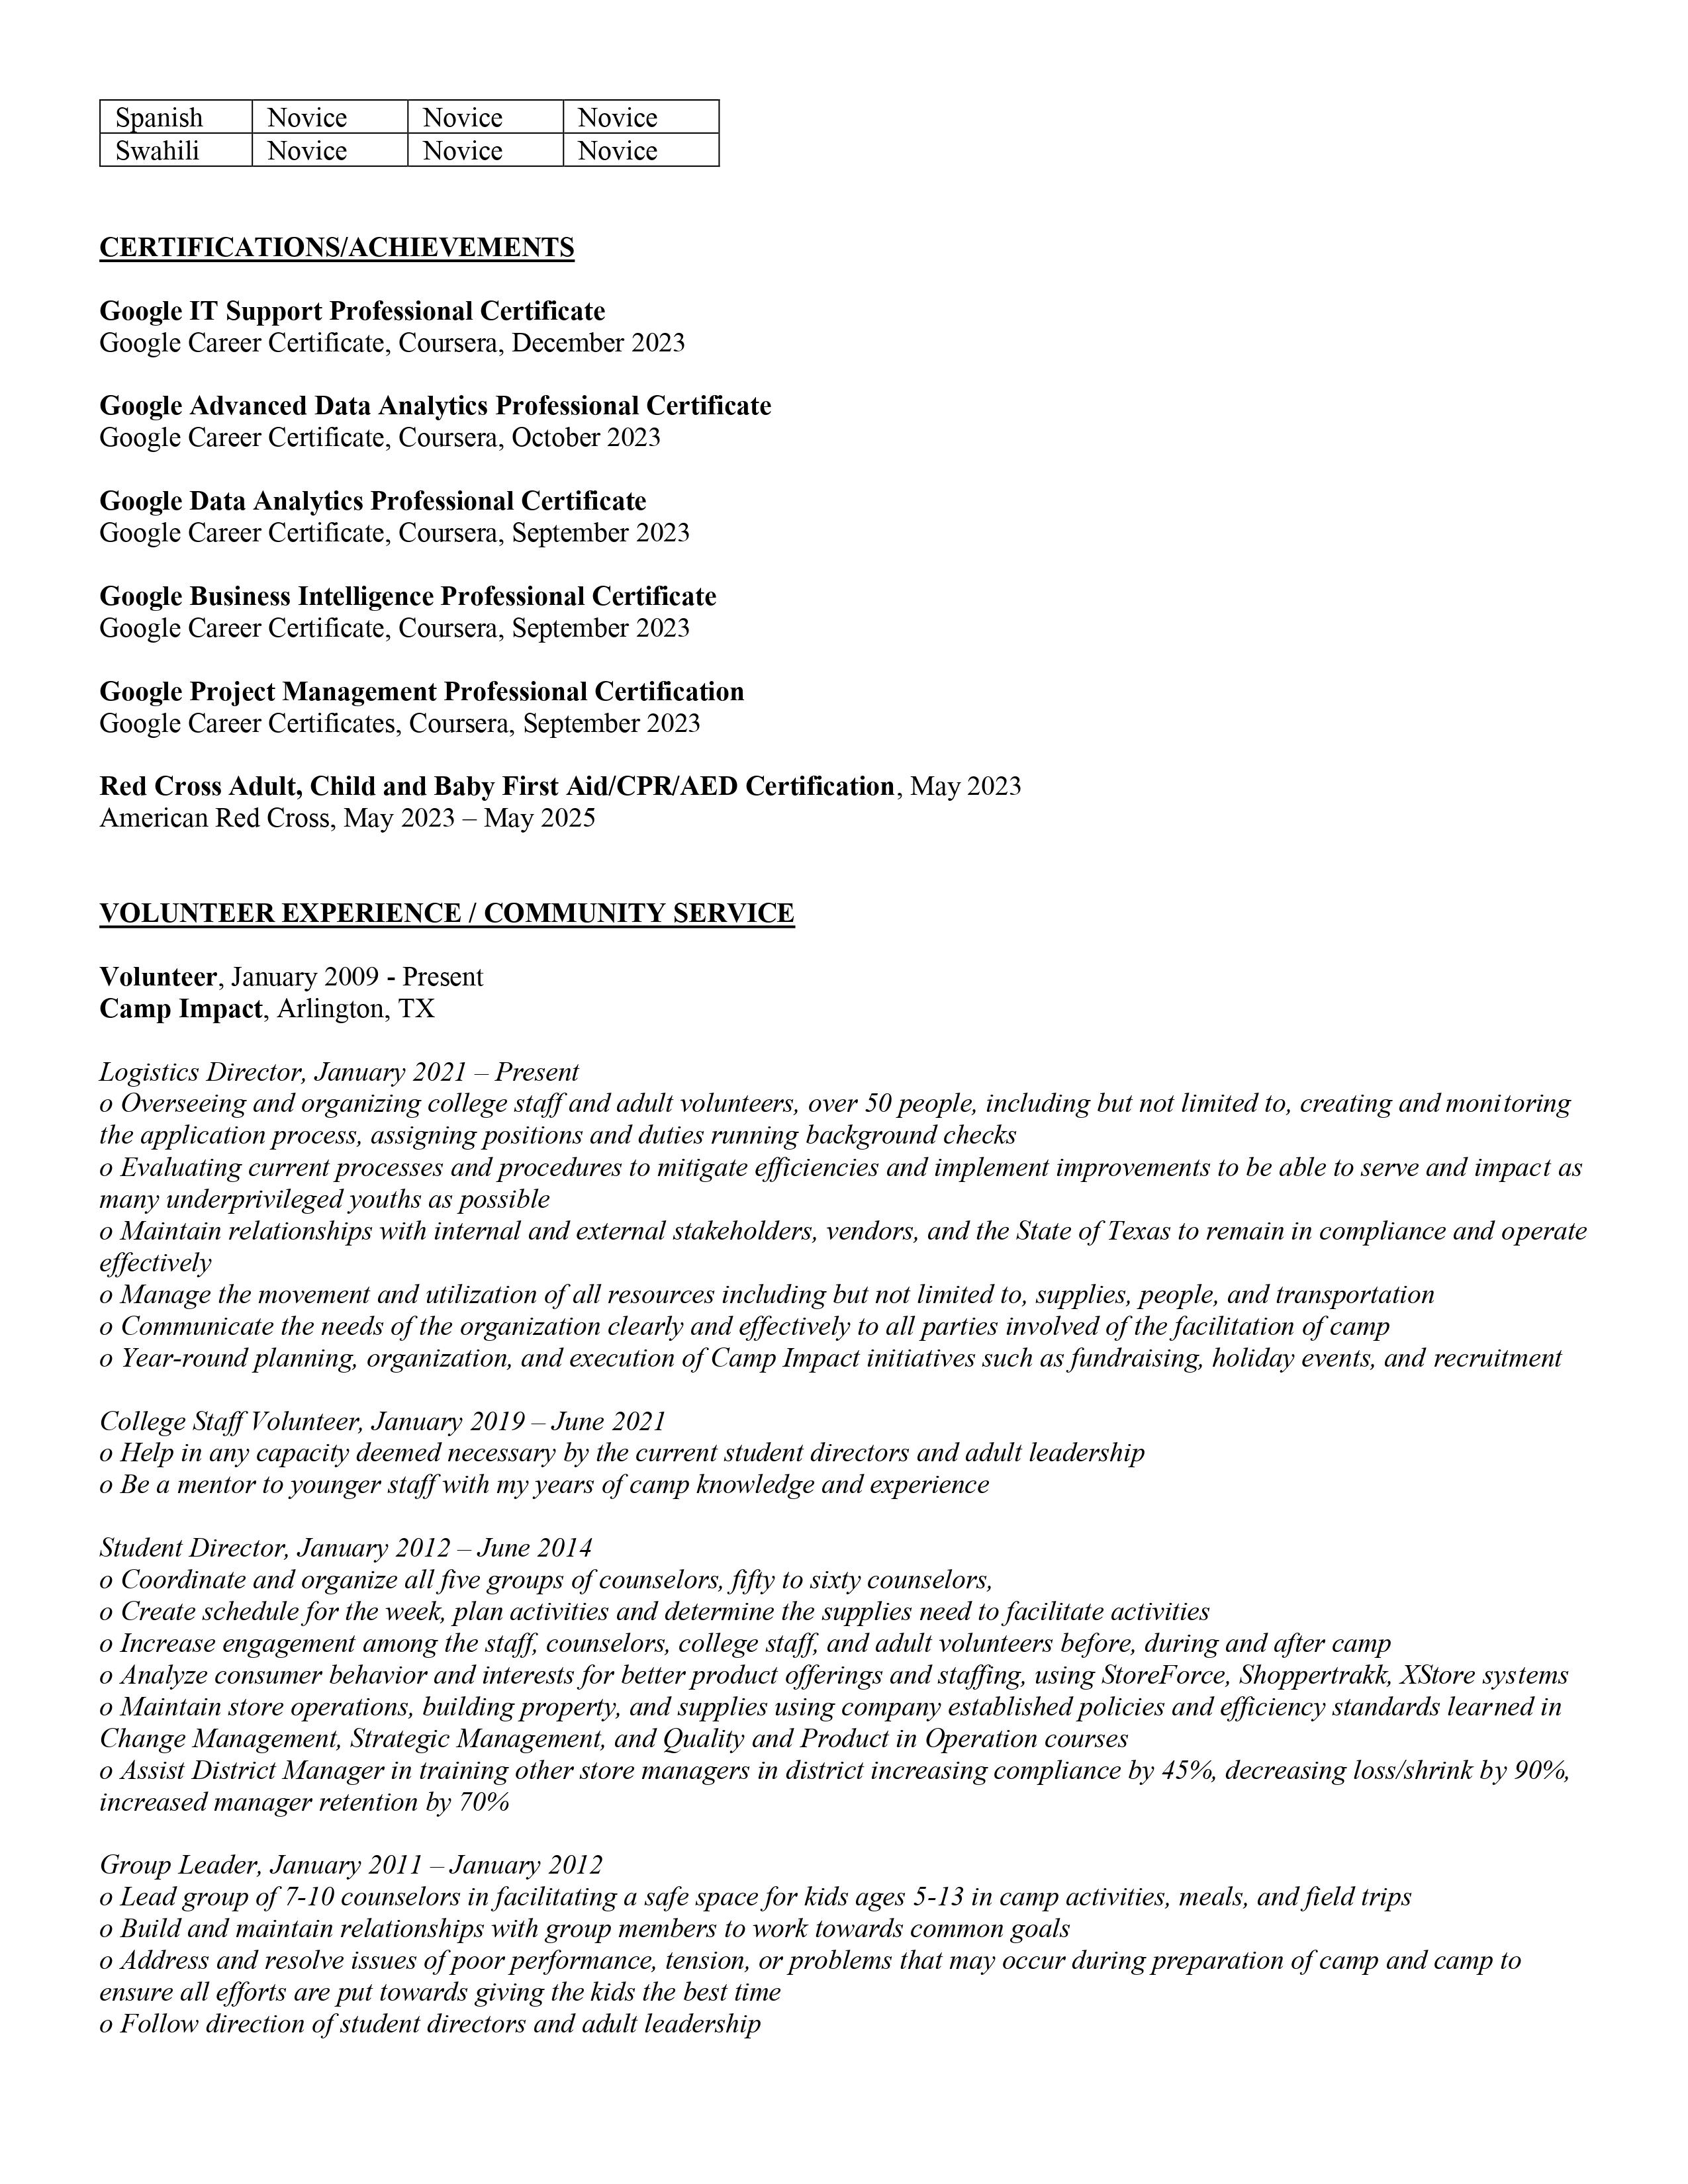 Spanish Novice Novice Novice
Swahili Novice Novice Novice
CERTIFICATIONS/ACHIEVEMENTS
Google IT Support Professional Certificate
Google Career Certificate, Coursera, December 2023
Google Advanced Data Analytics Professional Certificate
Google Career Certificate, Coursera, October 2023
Google Data Analytics Professional Certificate
Google Career Certificate, Coursera, September 2023
Google Business Intelligence Professional Certificate
Google Career Certificate, Coursera, September 2023
Google Project Management Professional Certification
Google Career Certificates, Coursera, September 2023
Red Cross Adult, Child and Baby First Aid/CPR/AED Certification, May 2023
American Red Cross, May 2023 – May 2025
VOLUNTEER EXPERIENCE / COMMUNITY SERVICE
Volunteer, January 2009 - Present
Camp Impact, Arlington, TX
Logistics Director, January 2021 – Present
o Overseeing and organizing college staff and adult volunteers, over 50 people, including but not limited to, creating and monitoring
the application process, assigning positions and duties running background checks
o Evaluating current processes and procedures to mitigate efficiencies and implement improvements to be able to serve and impact as
many underprivileged youths as possible
o Maintain relationships with internal and external stakeholders, vendors, and the State of Texas to remain in compliance and operate
effectively
o Manage the movement and utilization of all resources including but not limited to, supplies, people, and transportation
o Communicate the needs of the organization clearly and effectively to all parties involved of the facilitation of camp
o Year-round planning, organization, and execution of Camp Impact initiatives such as fundraising, holiday events, and recruitment
College Staff Volunteer, January 2019 – June 2021
o Help in any capacity deemed necessary by the current student directors and adult leadership
o Be a mentor to younger staff with my years of camp knowledge and experience
Student Director, January 2012 – June 2014
o Coordinate and organize all five groups of counselors, fifty to sixty counselors,
o Create schedule for the week, plan activities and determine the supplies need to facilitate activities
o Increase engagement among the staff, counselors, college staff, and adult volunteers before, during and after camp
o Analyze consumer behavior and interests for better product offerings and staffing, using StoreForce, Shoppertrakk, XStore systems
o Maintain store operations, building property, and supplies using company established policies and efficiency standards learned in
Change Management, Strategic Management, and Quality and Product in Operation courses
o Assist District Manager in training other store managers in district increasing compliance by 45%, decreasing loss/shrink by 90%,
increased manager retention by 70%
Group Leader, January 2011 – January 2012
o Lead group of 7-10 counselors in facilitating a safe space for kids ages 5-13 in camp activities, meals, and field trips
o Build and maintain relationships with group members to work towards common goals
o Address and resolve issues of poor performance, tension, or problems that may occur during preparation of camp and camp to
ensure all efforts are put towards giving the kids the best time
o Follow direction of student directors and adult leadership